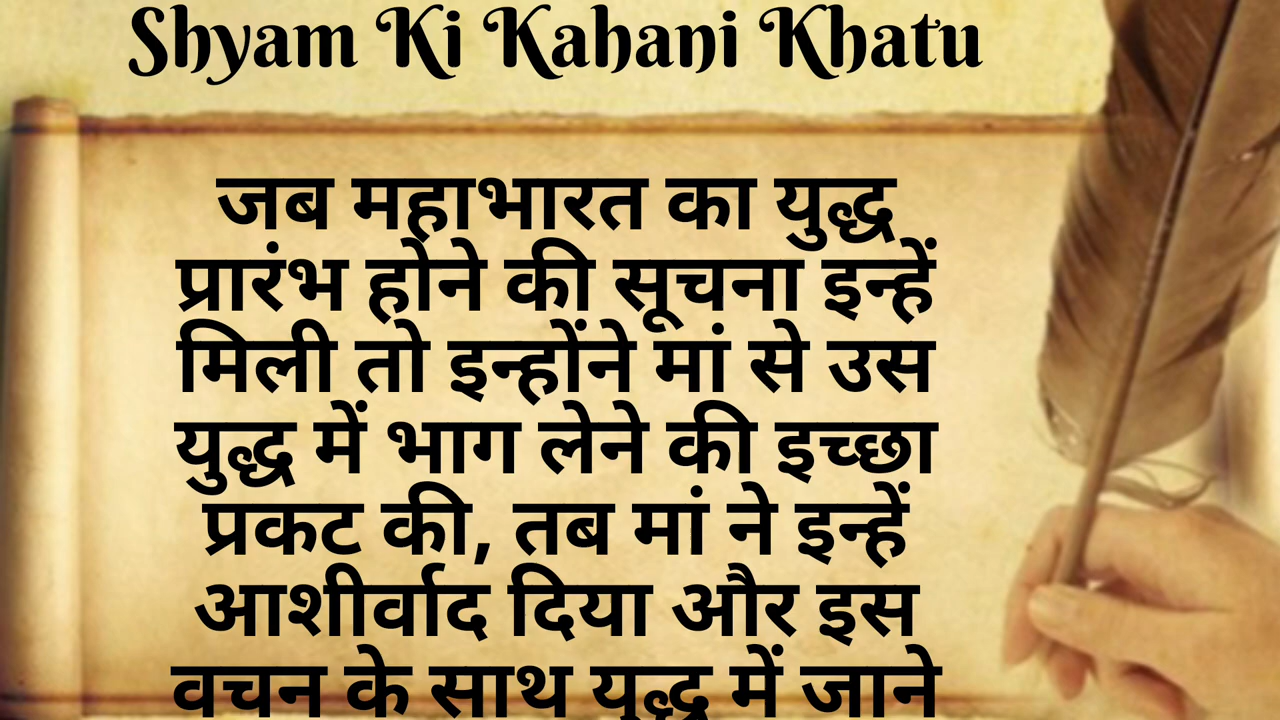 Shyam Ki Kahani Khatu
जब महाभारत का युद्ध
प्रारंभ होने की सूचना इन्हें
मिली तो इन्होंने मां से उस
युद्ध में भाग लेने की इच्छा
प्रकट की, तब मां ने इन्हें
आशीर्वाद दिया और इस
वचन के साथ युद्ध में जाने